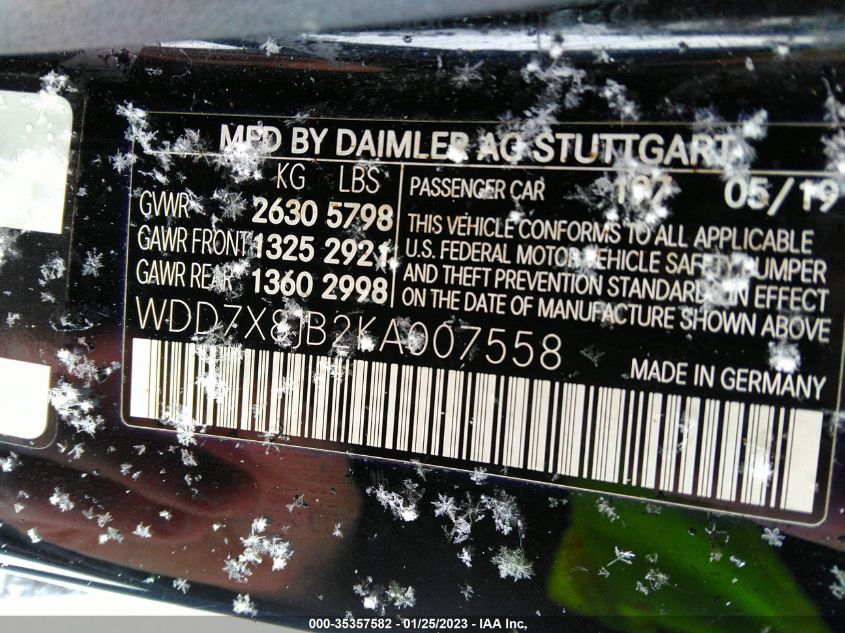 MFD BY DAIMLER AG STUTTGART
KG LBS
GVWR 2630 5798
GAWR FRONT 1325 2921
GAWR REAR 1360 2998
PASSENGER CAR 197 05/19
THIS VEHICLE CONFORMS TO ALL APPLICABLE
U.S. FEDERAL MOTOR VEHICLE SAFETY, BUMPER
AND THEFT PREVENTION STANDARDS IN EFFECT
ON THE DATE OF MANUFACTURE SHOWN ABOVE
WDD7X8JB2KA007558
MADE IN GERMANY
000-35357582 / 01/25/2023 - IAA Inc,